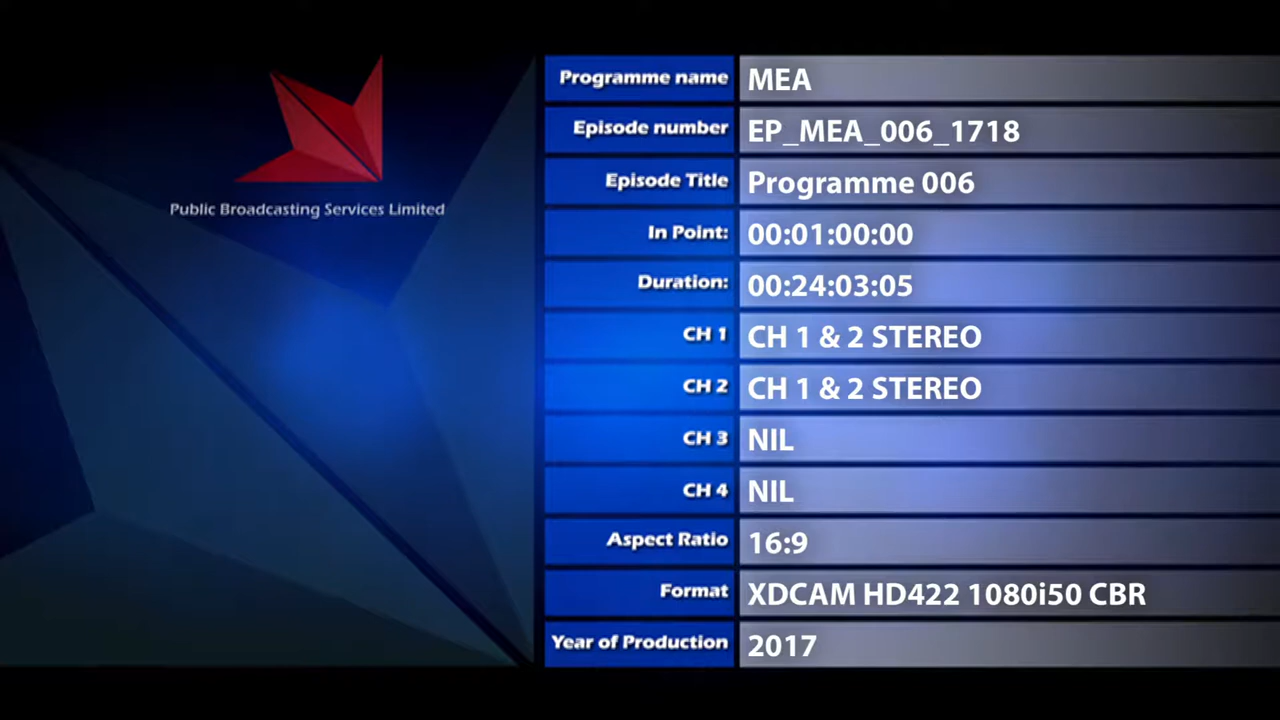 Public Broadcasting Services Limited
Programme name MEA
Episode number EP_MEA_006_1718
Episode Title Programme 006
In Point: 00:01:00:00
Duration: 00:24:03:05
CH 1 CH 1 & 2 STEREO
CH 2 CH 1 & 2 STEREO
CH 3 NIL
CH 4 NIL
Aspect Ratio 16:9
Format XDCAM HD422 1080i50 CBR
Year of Production 2017